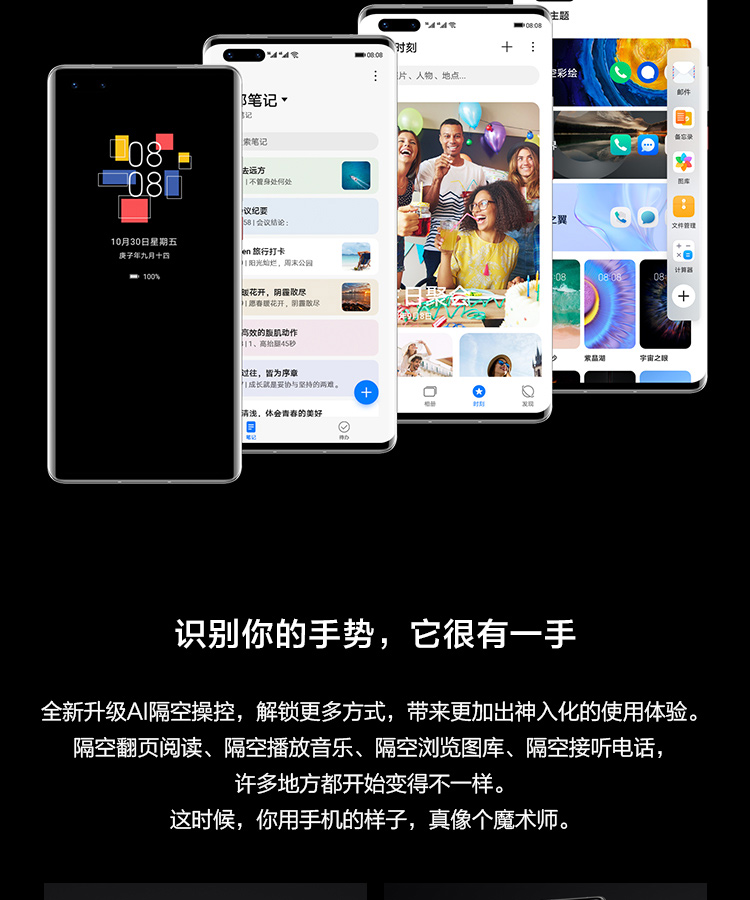 08
08
10月30日星期五
庚子年九月十四
100%
08:08
部笔记
笔记
索笔记
去远方
| 不管身处何处
议纪要
58 | 会议结论：
en 旅行打卡
| 阳光灿烂，周末公园
暖花开，阴霾散尽
| 愿春暖花开，阴霾散尽
高效的腹肌动作
| 1、高抬腿45秒
过往，皆为序章
| 成长就是妥协与坚持的两难。
清浅，体会青春的美好
笔记
待办
08:08
时刻
片、人物、地点...
日聚会
年9月8日
相册
时刻
发现
主题
空彩绘
之翼
邮件
备忘录
图库
文件管理
计算器
08
08 08
08
沙
紫晶湖
宇宙之眼
识别你的手势，它很有一手
全新升级AI隔空操控，解锁更多方式，带来更加出神入化的使用体验。
隔空翻页阅读、隔空播放音乐、隔空浏览图库、隔空接听电话，
许多地方都开始变得不一样。
这时候，你用手机的样子，真像个魔术师。